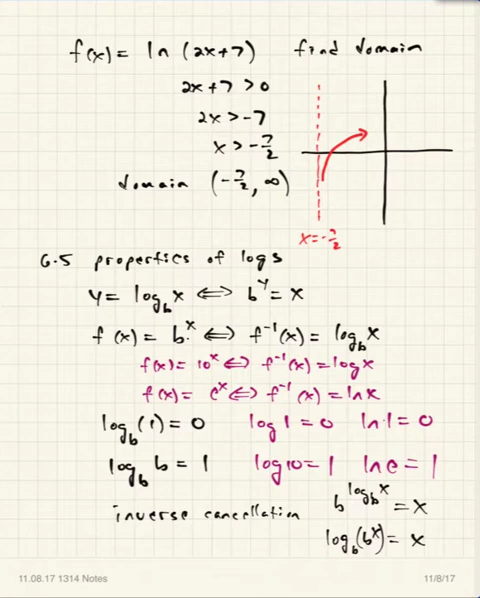 f(x) = ln (2x+7) find domain
2x+7 > 0
2x > -7
x > -7/2
domain (-7/2, ∞)
x = -7/2
6.5 properties of logs
y = log_b x ⟺ b^y = x
f(x) = b^x ⟺ f^-1(x) = log_b x
f(x) = 10^x ⟺ f^-1(x) = log x
f(x) = e^x ⟺ f^-1(x) = ln x
log_b (1) = 0 log 1 = 0 ln 1 = 0
log_b b = 1 log 10 = 1 ln e = 1
inverse cancellation b^(log_b x) = x
log_b (b^x) = x
11.08.17 1314 Notes 11/8/17